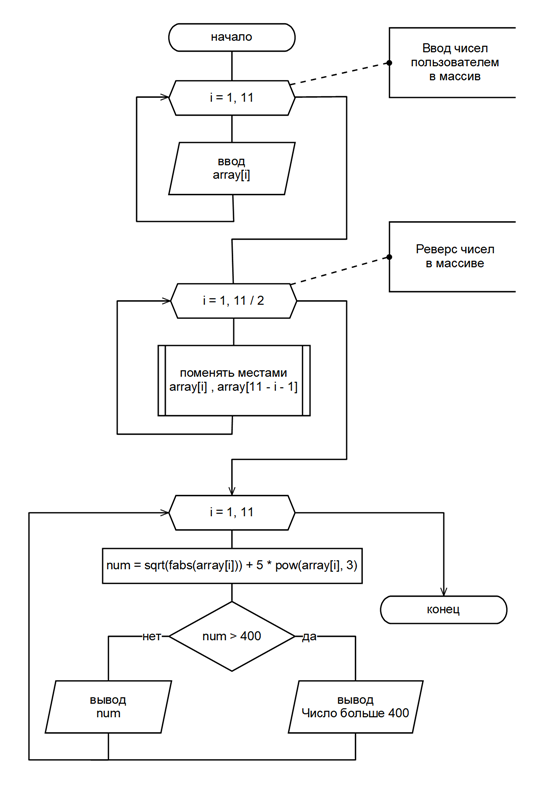 начало
Ввод чисел
пользователем
в массив
i = 1, 11
ввод
array[i]
Реверс чисел
в массиве
i = 1, 11 / 2
поменять местами
array[i] , array[11 - i - 1]
i = 1, 11
num = sqrt(fabs(array[i])) + 5 * pow(array[i], 3)
конец
нет
num > 400
да
вывод
num
вывод
Число больше 400